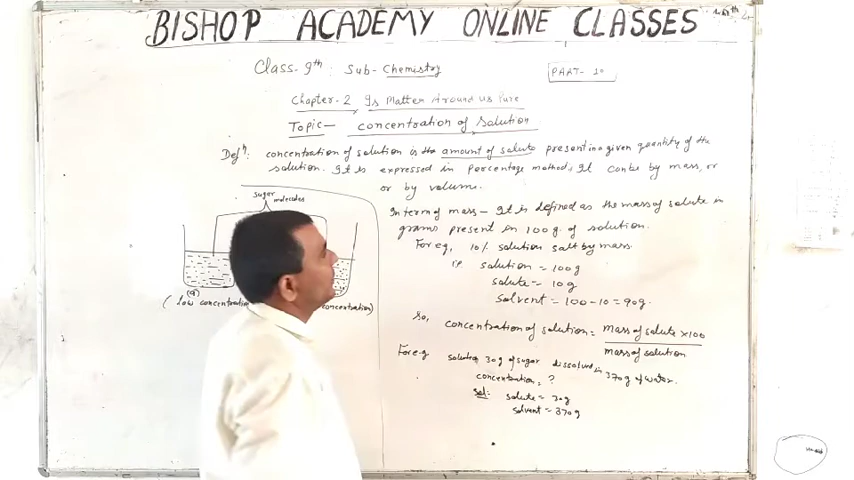 BISHOP ACADEMY ONLINE CLASSES
Class-9th Sub-Chemistry
PART-10
Chapter-2 Is Matter Around us Pure
Topic- concentration of solution
Defn: concentration of solution is the amount of solute present in a given quantity of the
solution. It is expressed in percentage method, It can be by mass, or
or by volume.
sugar
molecules
(a)
(low concentration
concentration)
In term of mass - It is defined as the mass of solute in
grams present in 100g of solution.
For eg, 10% solution salt by mass.
i.e. solution = 100g
solute = 10g
solvent = 100-10 = 90g.
So, concentration of solution = mass of solute ×100
mass of solution
For eg 30g of sugar dissolved in 370g of water.
concentration = ?
Sol: solute = 30g
solvent = 370g